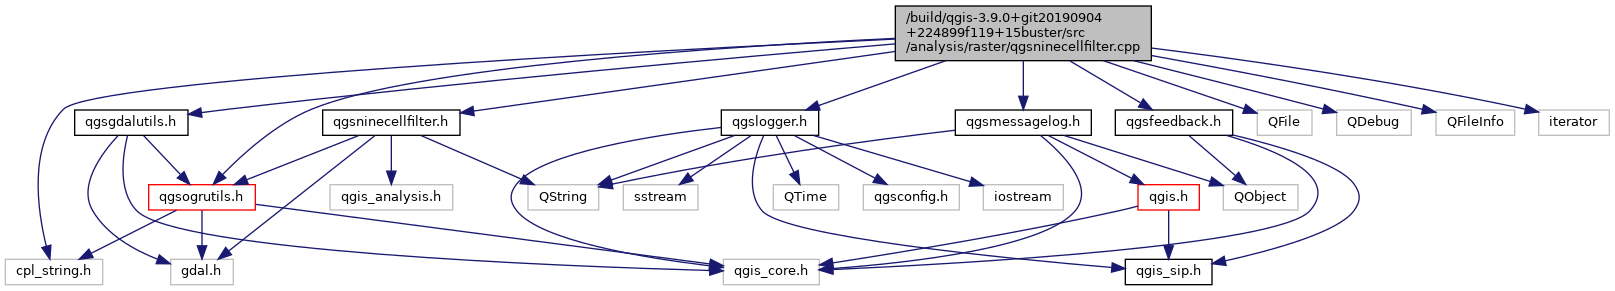 /build/qgis-3.9.0+git20190904
+224899f119+15buster/src
/analysis/raster/qgsninecellfilter.cpp
qgsgdalutils.h
qgsninecellfilter.h
qgslogger.h
qgsmessagelog.h
qgsfeedback.h
QFile
QDebug
QFileInfo
iterator
qgsogrutils.h
qgis_analysis.h
QString
sstream
QTime
qgsconfig.h
iostream
qgis.h
QObject
cpl_string.h
gdal.h
qgis_core.h
qgis_sip.h